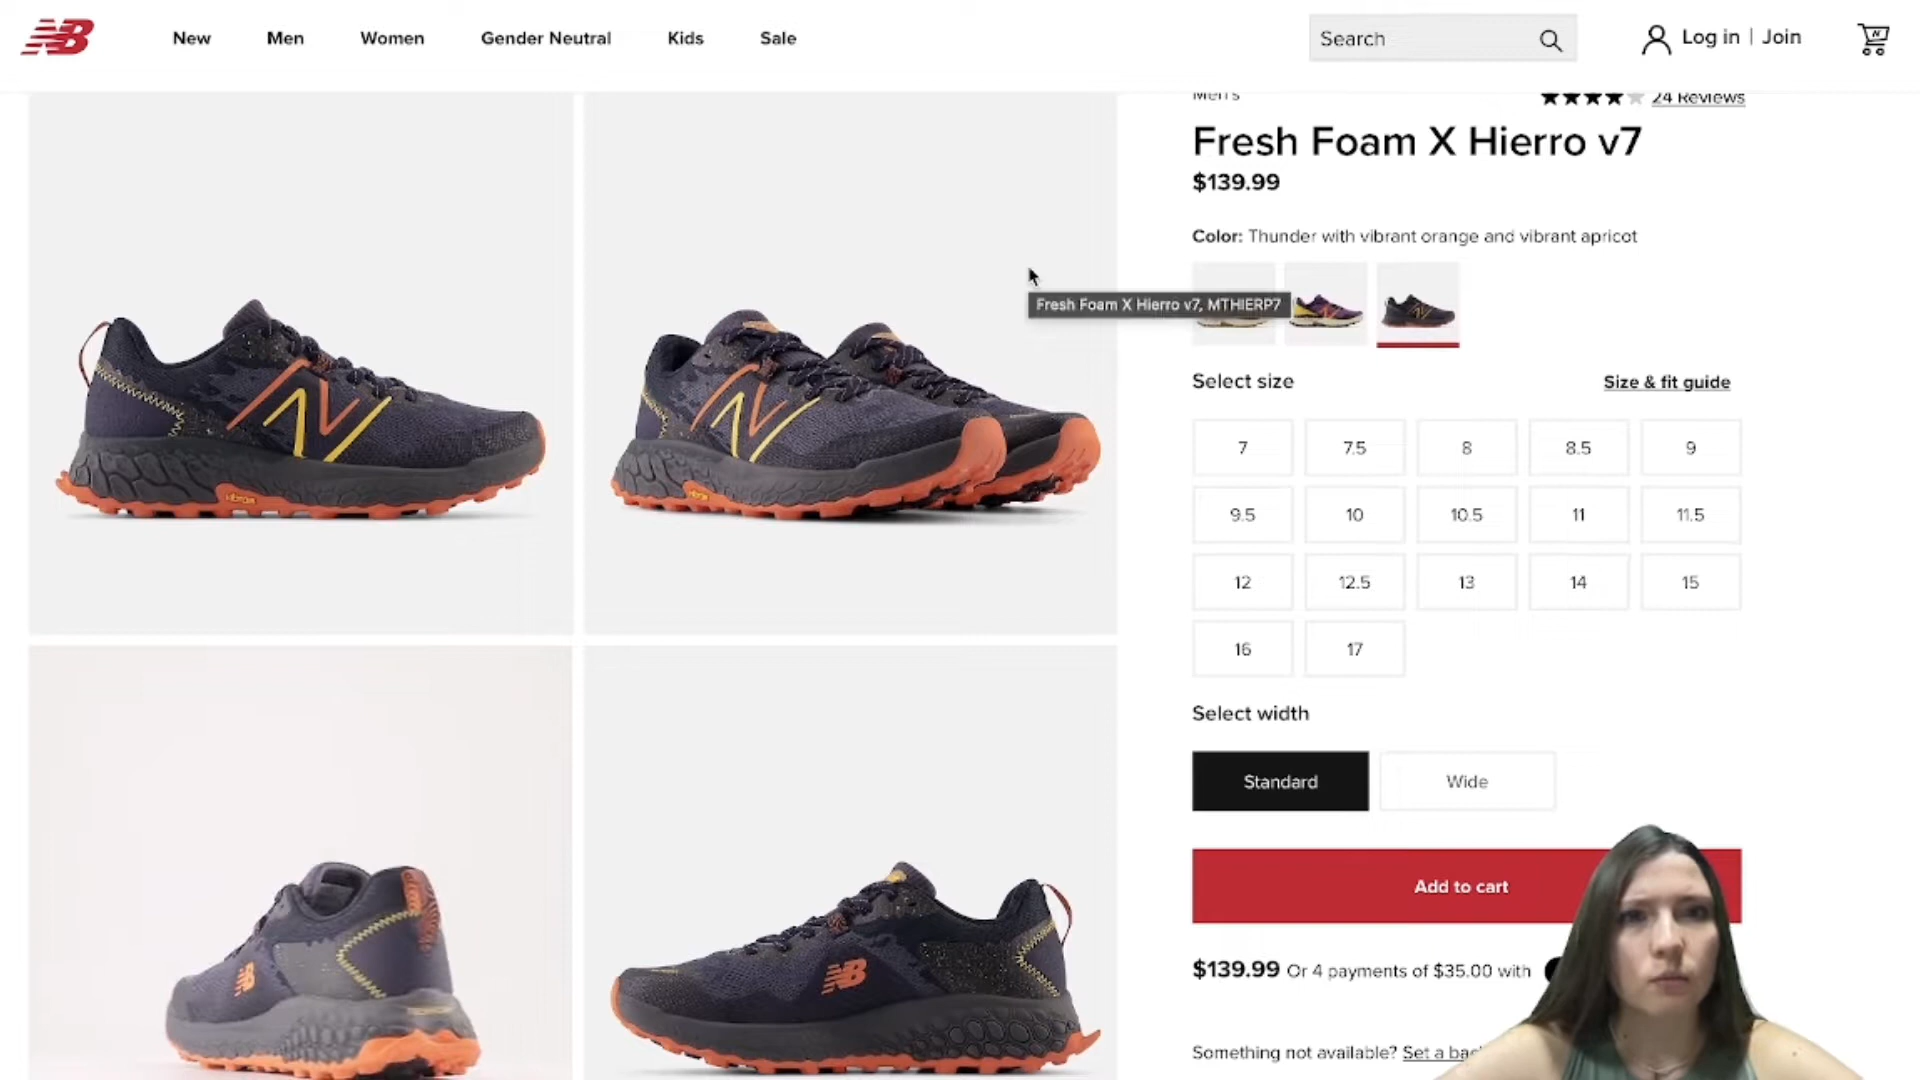 New Men Women Gender Neutral Kids Sale Search Log in | Join
Men's
24 Reviews
Fresh Foam X Hierro v7
$139.99
Color: Thunder with vibrant orange and vibrant apricot
Fresh Foam X Hierro v7, MTHIERP7
Select size Size & fit guide
7 7.5 8 8.5 9
9.5 10 10.5 11 11.5
12 12.5 13 14 15
16 17
Select width
Standard Wide
Add to cart
$139.99 Or 4 payments of $35.00 with
Something not available? Set a